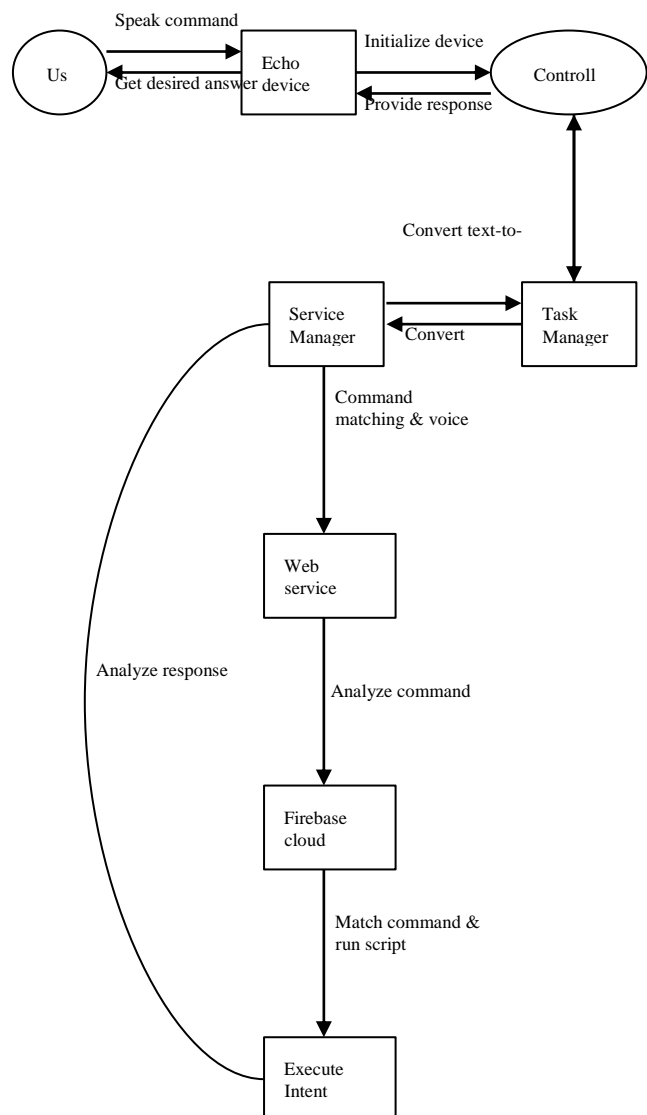 Speak command
Us
Get desired answer
Echo
device
Initialize device
Provide response
Controll
Convert text-to-
Service
Manager
Convert
Task
Manager
Command
matching & voice
Web
service
Analyze response
Analyze command
Firebase
cloud
Match command &
run script
Execute
Intent